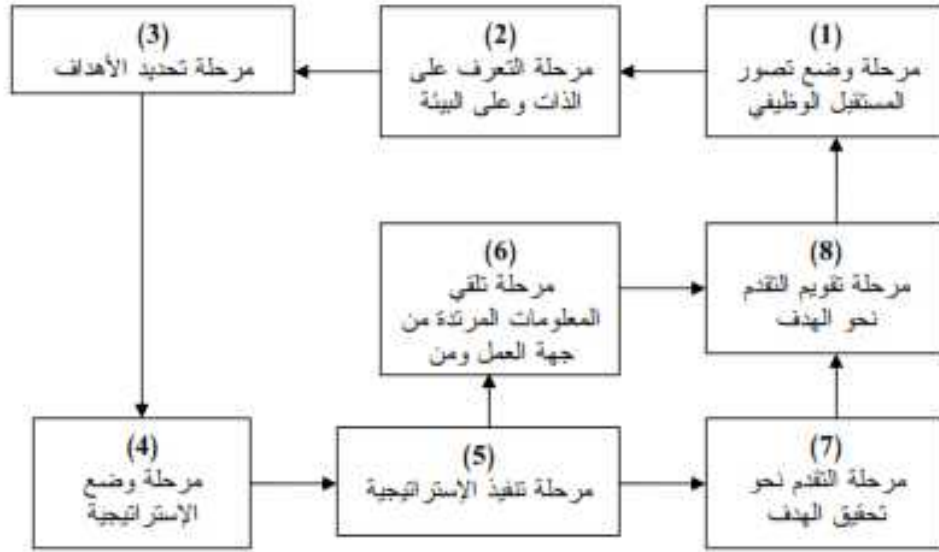 (1)
مرحلة وضع تصور
المستقبل الوظيفي
(2)
مرحلة التعرف على
الذات وعلى البيئة
(3)
مرحلة تحديد الأهداف
(4)
مرحلة وضع
الإستراتيجية
(5)
مرحلة تنفيذ الإستراتيجية
(6)
مرحلة تلقي
المعلومات المرتدة من
جهة العمل ومن
(7)
مرحلة التقدم نحو
تحقيق الهدف
(8)
مرحلة تقويم التقدم
نحو الهدف